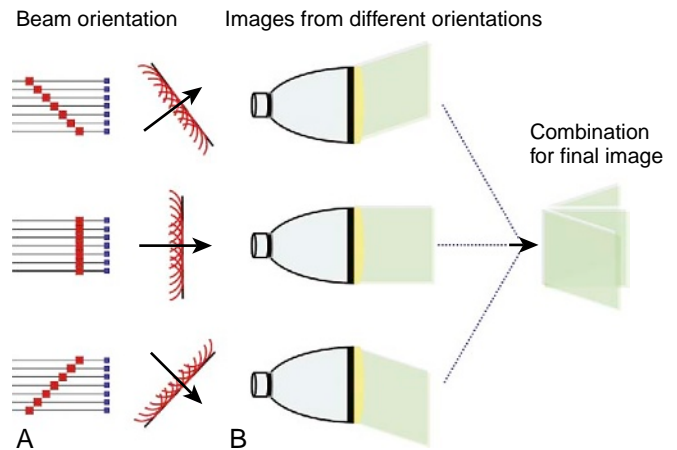 Beam orientation
Images from different orientations
Combination
for final image
A
B